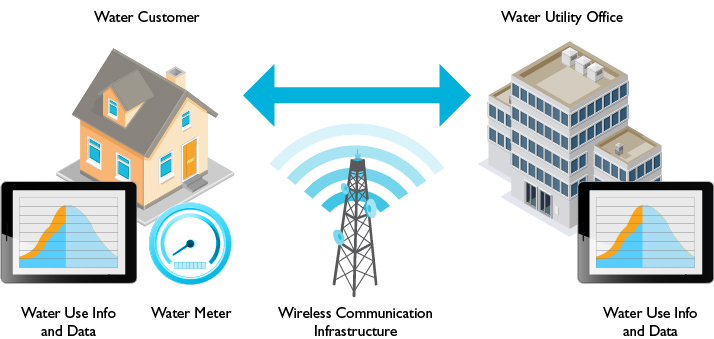 Water Customer
Water Utility Office
Water Use Info
and Data
Water Meter
Wireless Communication
Infrastructure
Water Use Info
and Data